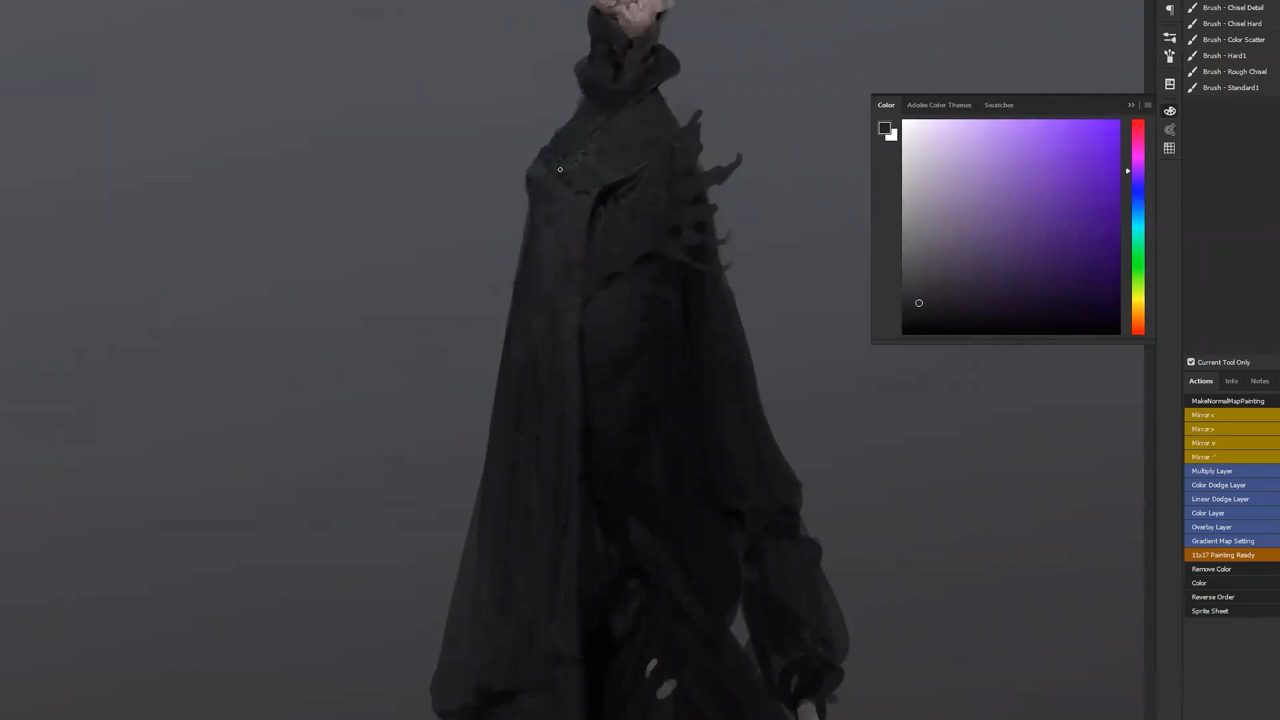 Brush - Chisel Detail
Brush - Chisel Hard
Brush - Color Scatter
Brush - Hard1
Brush - Rough Chisel
Brush - Standard1
Color
Adobe Color Themes
Swatches
Current Tool Only
Actions
Info
Notes
MakeNormalMapPainting
Mirror <
Mirror >
Mirror v
Mirror ^
Multiply Layer
Color Dodge Layer
Linear Dodge Layer
Color Layer
Overlay Layer
Gradient Map Setting
11x17 Painting Ready
Remove Color
Color
Reverse Order
Sprite Sheet